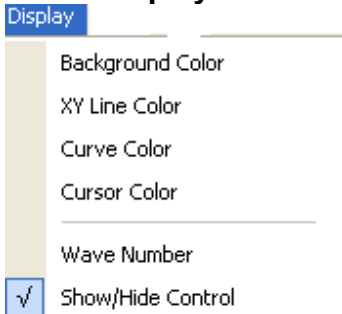 Display
Background Color
XY Line Color
Curve Color
Cursor Color
Wave Number
√ Show/Hide Control